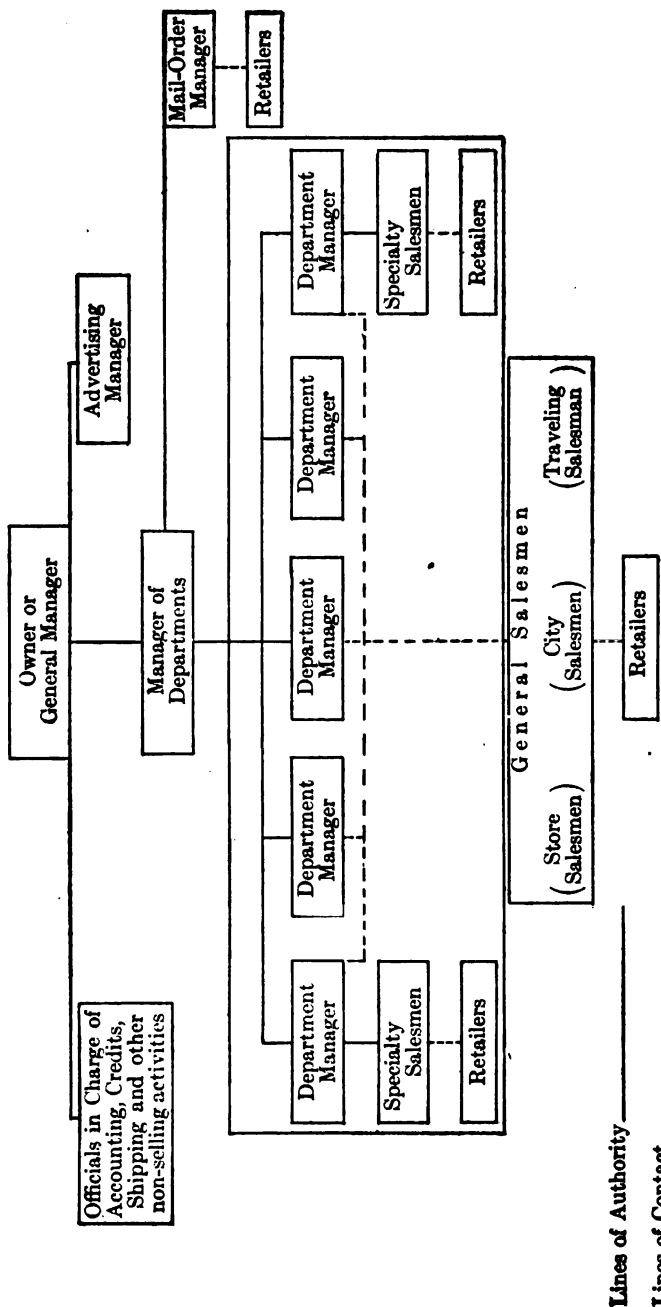 Owner or
General Manager
Officials in Charge of
Accounting, Credits,
Shipping and other
non-selling activities
Advertising
Manager
Manager of
Departments
Mail-Order
Manager
Retailers
Department
Manager
Department
Manager
Department
Manager
Department
Manager
Department
Manager
Specialty
Salesmen
Specialty
Salesmen
Retailers
Retailers
General Salesmen
(Store
Salesmen)
(City
Salesmen)
(Traveling
Salesman)
Retailers
Lines of Authority
Lines of Contact